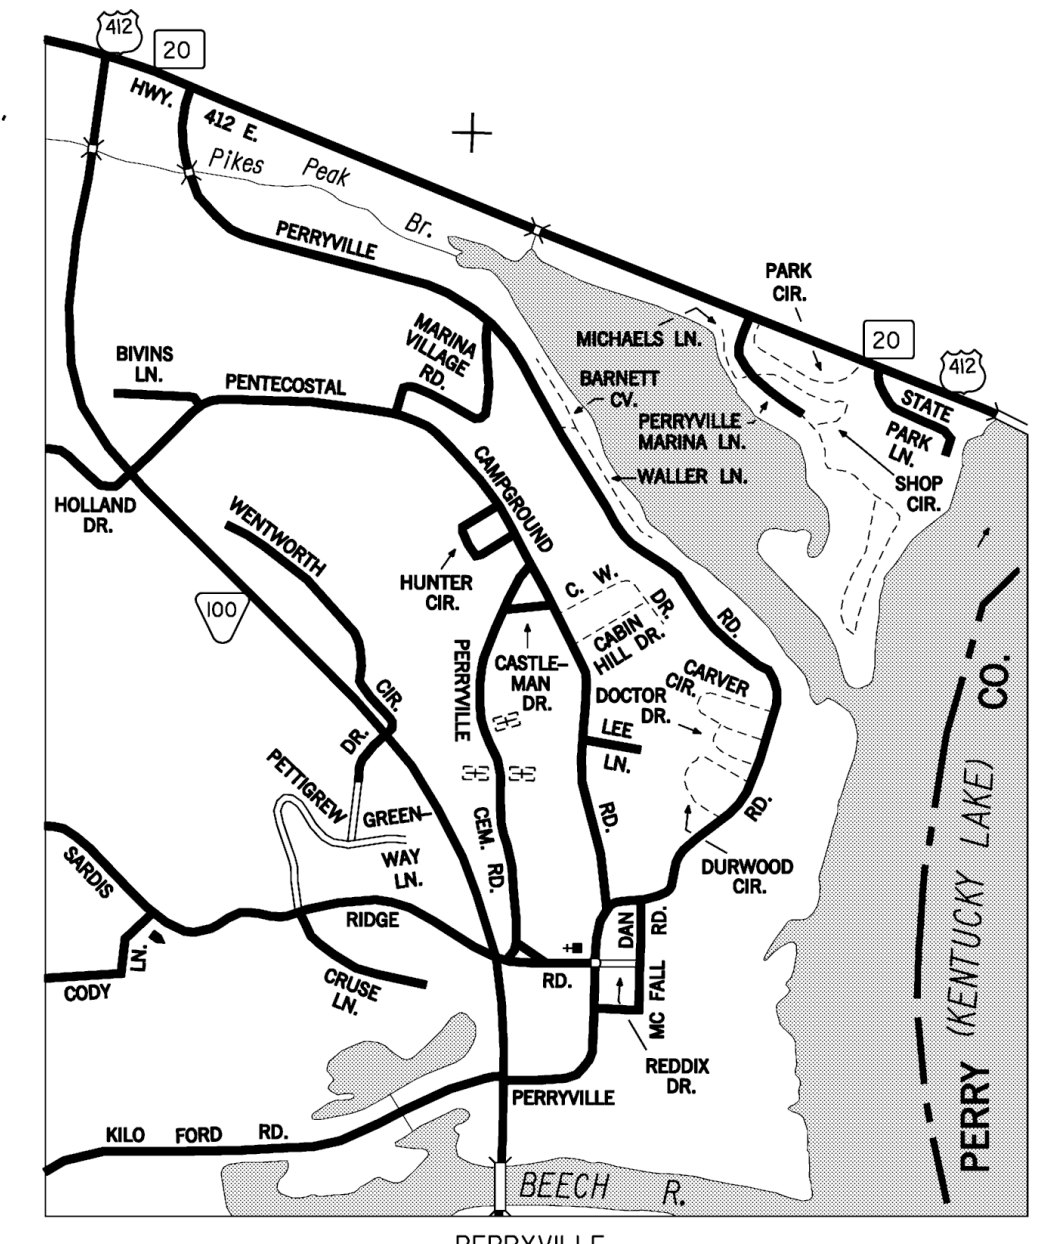 412
20
HWY.
412 E.
Pikes Peak
Br.
PERRYVILLE
PARK
CIR.
MICHAELS LN.
20
412
MARINA
VILLAGE
RD.
BIVINS
LN.
PENTECOSTAL
BARNETT
CV.
STATE
PARK
LN.
PERRYVILLE
MARINA LN.
WALLER LN.
SHOP
CIR.
CAMPGROUND
HOLLAND
DR.
WENTWORTH
HUNTER
CIR.
C. W.
DR.
RD.
100
CABIN
HILL DR.
PERRYVILLE
CASTLE-
MAN
DR.
CARVER
CIR.
DOCTOR
DR.
CIR.
LEE
LN.
DR.
PETTIGREW
GREEN-
WAY
LN.
CEM. RD.
RD.
RD.
DURWOOD
CIR.
SARDIS
RIDGE
DAN
RD.
LN.
CODY
CRUSE
LN.
RD.
MC FALL
REDDIX
DR.
PERRYVILLE
KILO FORD RD.
BEECH R.
PERRY (KENTUCKY LAKE) CO.
PERRYVILLE